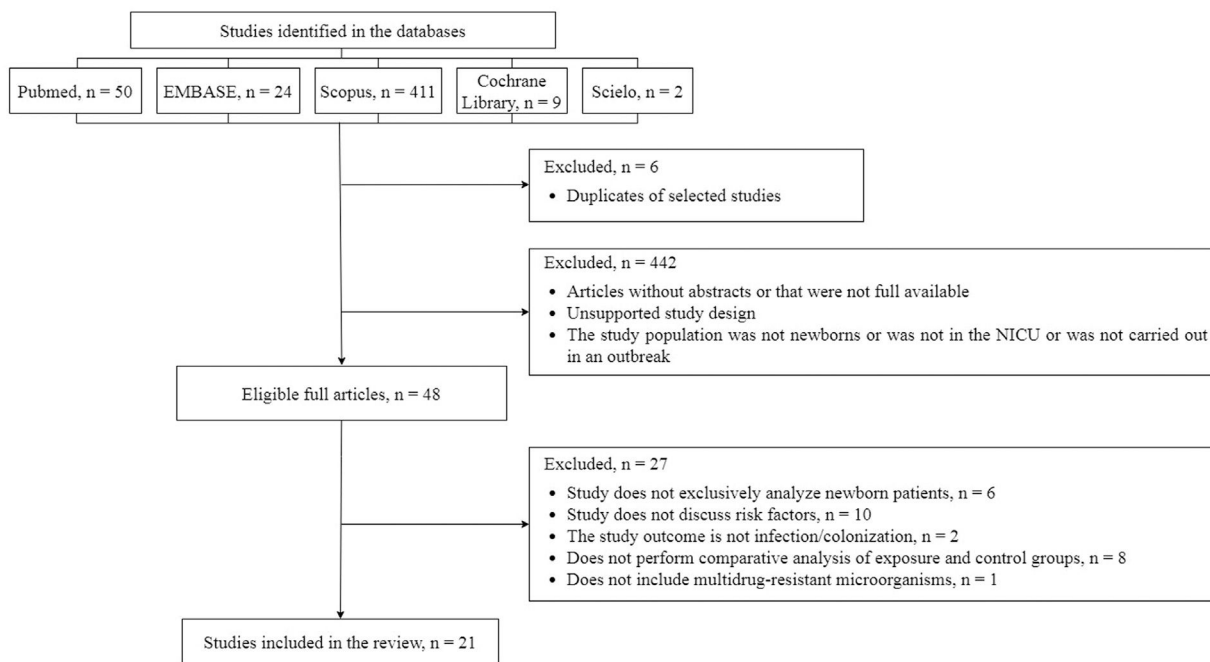 Studies identified in the databases
Pubmed, n = 50
EMBASE, n = 24
Scopus, n = 411
Cochrane
Library, n = 9
Scielo, n = 2
Excluded, n = 6
• Duplicates of selected studies
Excluded, n = 442
• Articles without abstracts or that were not full available
• Unsupported study design
• The study population was not newborns or was not in the NICU or was not carried out
in an outbreak
Eligible full articles, n = 48
Excluded, n = 27
• Study does not exclusively analyze newborn patients, n = 6
• Study does not discuss risk factors, n = 10
• The study outcome is not infection/colonization, n = 2
• Does not perform comparative analysis of exposure and control groups, n = 8
• Does not include multidrug-resistant microorganisms, n = 1
Studies included in the review, n = 21